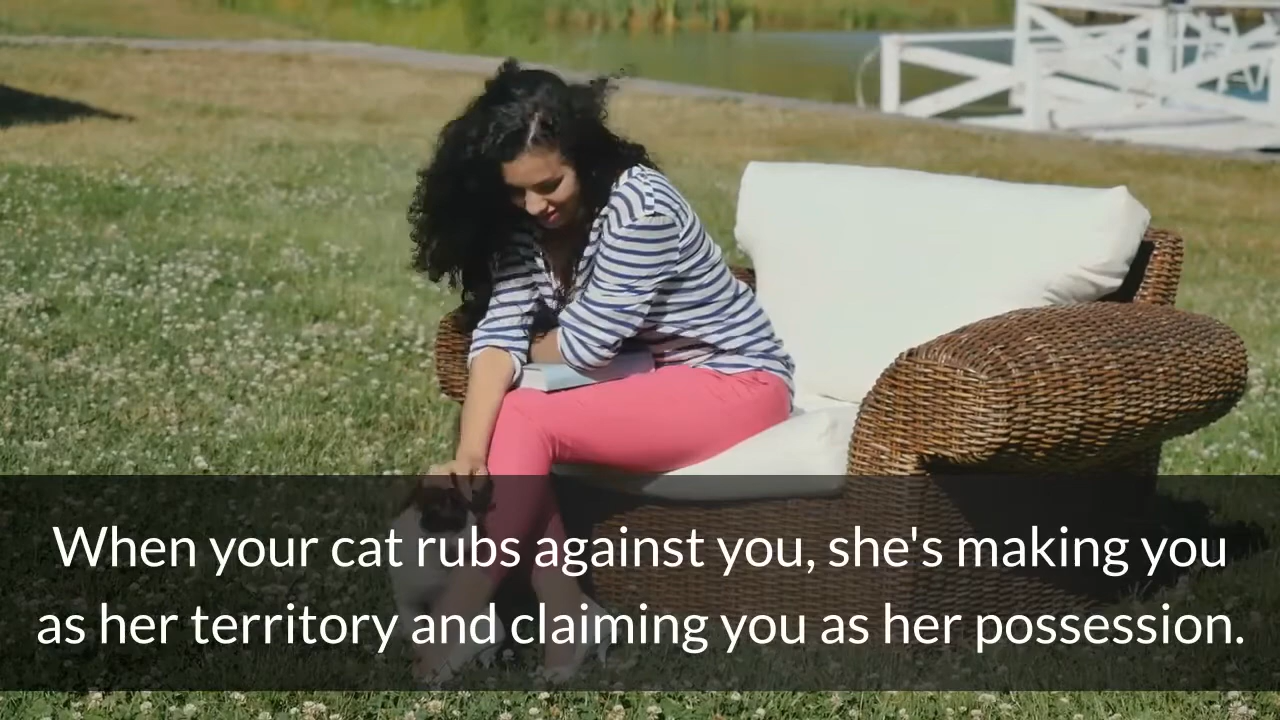 When your cat rubs against you, she's making you
as her territory and claiming you as her possession.